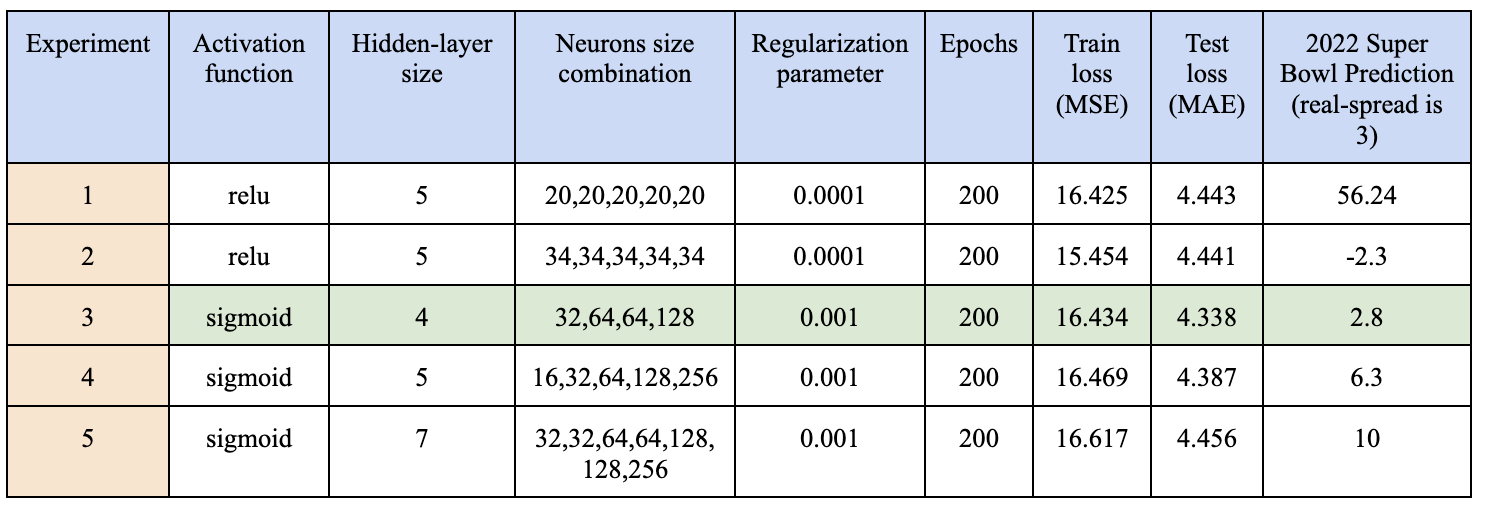 Experiment Activation function Hidden-layer size Neurons size combination Regularization parameter Epochs Train loss (MSE) Test loss (MAE) 2022 Super Bowl Prediction (real-spread is 3)
1 relu 5 20,20,20,20,20 0.0001 200 16.425 4.443 56.24
2 relu 5 34,34,34,34,34 0.0001 200 15.454 4.441 -2.3
3 sigmoid 4 32,64,64,128 0.001 200 16.434 4.338 2.8
4 sigmoid 5 16,32,64,128,256 0.001 200 16.469 4.387 6.3
5 sigmoid 7 32,32,64,64,128, 128,256 0.001 200 16.617 4.456 10